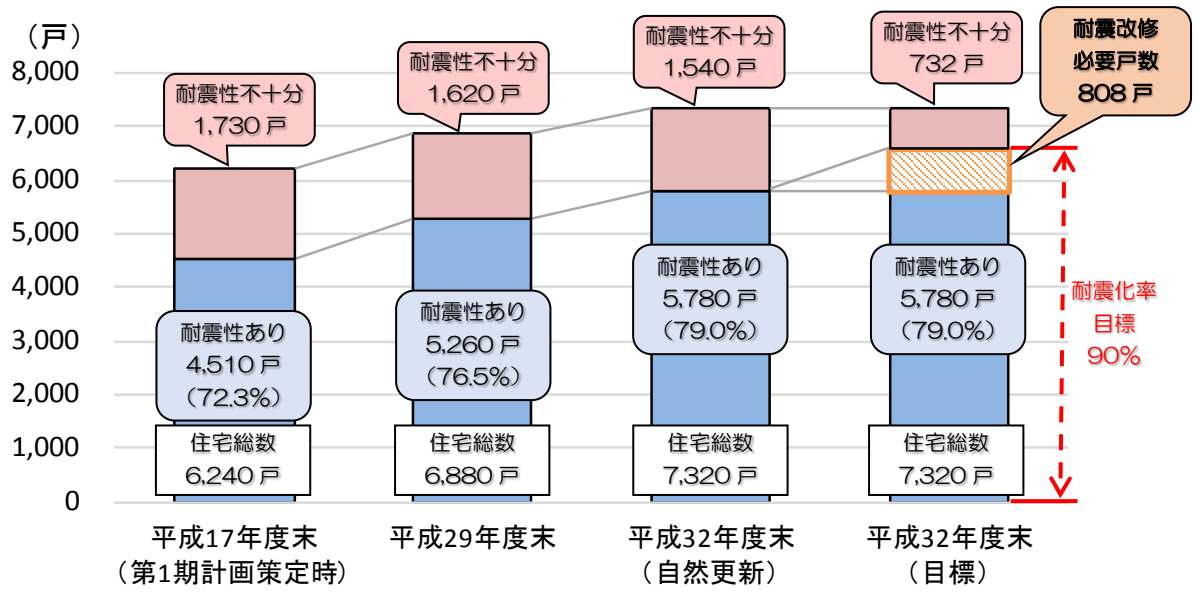 （戸）
8,000
7,000
6,000
5,000
4,000
3,000
2,000
1,000
0
耐震性不十分
1,730 戸
耐震性あり
4,510 戸
（72.3%）
住宅総数
6,240 戸
平成17年度末
（第1期計画策定時）
耐震性不十分
1,620 戸
耐震性あり
5,260 戸
（76.5%）
住宅総数
6,880 戸
平成29年度末
耐震性不十分
1,540 戸
耐震性あり
5,780 戸
（79.0%）
住宅総数
7,320 戸
平成32年度末
（自然更新）
耐震性不十分
732 戸
耐震性あり
5,780 戸
（79.0%）
住宅総数
7,320 戸
平成32年度末
（目標）
耐震改修
必要戸数
808 戸
耐震化率
目標
90%